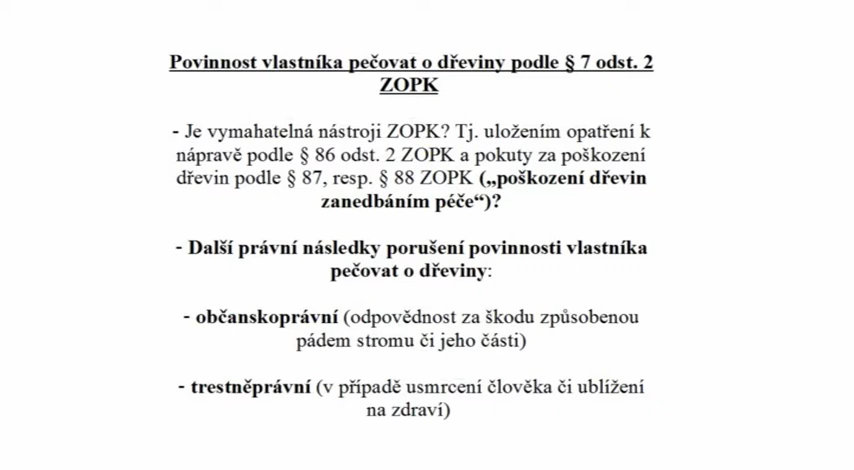 Povinnost vlastníka pečovat o dřeviny podle § 7 odst. 2
ZOPK
- Je vymahatelná nástroji ZOPK? Tj. uložením opatření k
nápravě podle § 86 odst. 2 ZOPK a pokuty za poškození
dřevin podle § 87, resp. § 88 ZOPK („poškození dřevin
zanedbáním péče“)?
- Další právní následky porušení povinnosti vlastníka
pečovat o dřeviny:
- občanskoprávní (odpovědnost za škodu způsobenou
pádem stromu či jeho části)
- trestněprávní (v případě usmrcení člověka či ublížení
na zdraví)